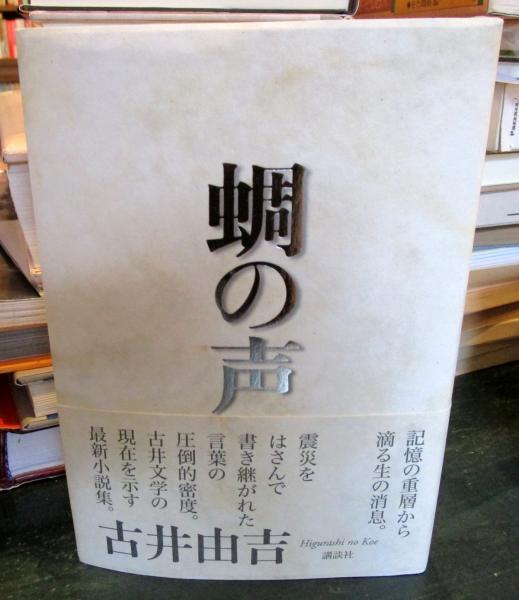 蜩の声
記憶の重層から
滴る生の消息。
震災を
はさんで
書き継がれた
言葉の
圧倒的密度。
古井文学の
現在を示す
最新小説集。
古井由吉
Higurashi no Koe
講談社